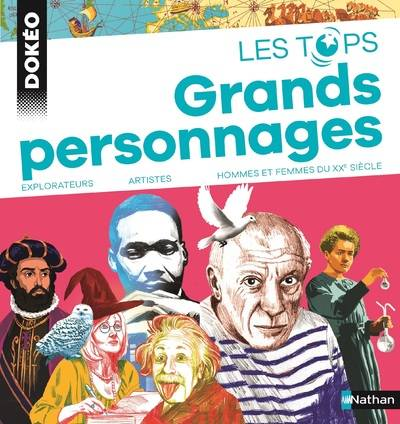 DOKÉO
LES TOPS
Grands
personnages
EXPLORATEURS ARTISTES HOMMES ET FEMMES DU XXᵉ SIÈCLE
Nathan